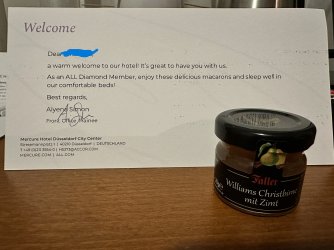 Welcome
Dear
a warm welcome to our hotel! It's great to have you with us.
As an ALL Diamond Member, enjoy these delicious macarons and sleep well in
our comfortable beds!
Best regards,
Simon
Front Office Trainee
Mercure Hotel Düsseldorf City Center
DEUTSCHLAND
MERCURE.COM | ALL.COM
Faller
Williams Christbirne
mit Zimt